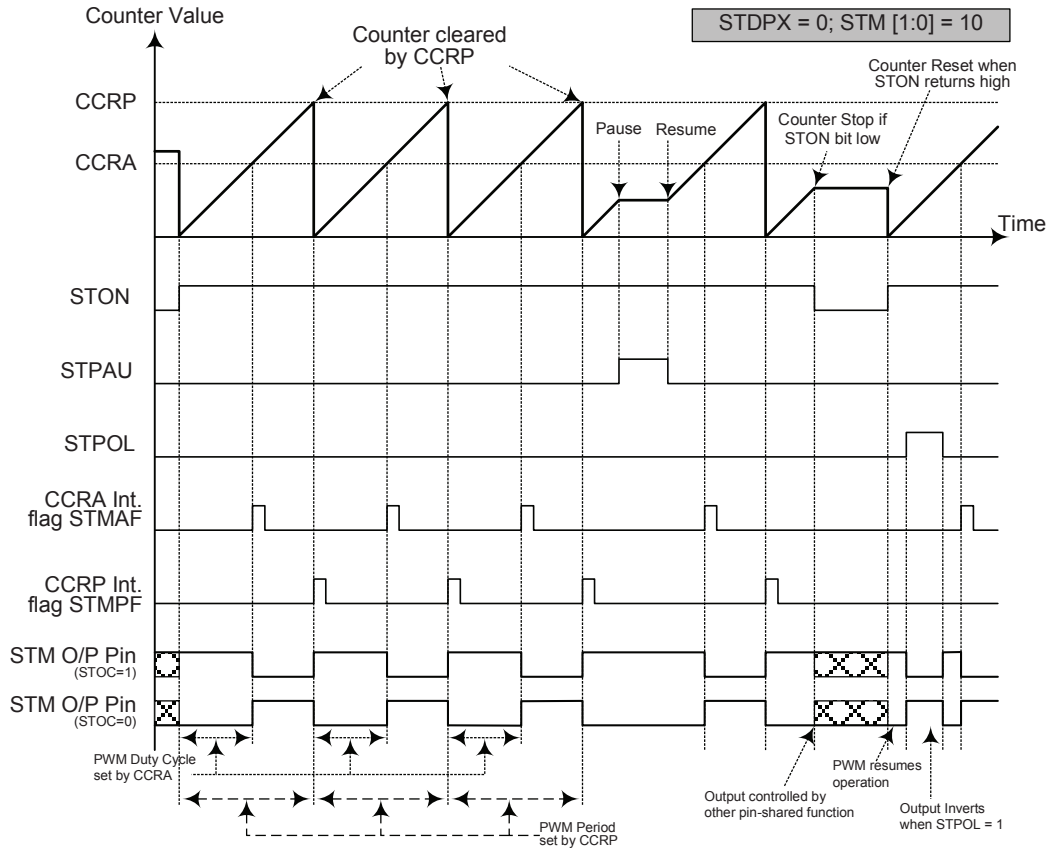 Counter Value
STDPX = 0; STM [1:0] = 10
Counter cleared
by CCRP
Counter Reset when
STON returns high
CCRP
Counter Stop if
STON bit low
Pause
Resume
CCRA
Time
STON
STPAU
STPOL
CCRA Int.
flag STMAF
CCRP Int.
flag STMPF
STM O/P Pin
(STOC=1)
STM O/P Pin
(STOC=0)
PWM Duty Cycle
set by CCRA
PWM resumes
operation
Output controlled by
other pin-shared function
Output Inverts
when STPOL = 1
PWM Period
set by CCRP